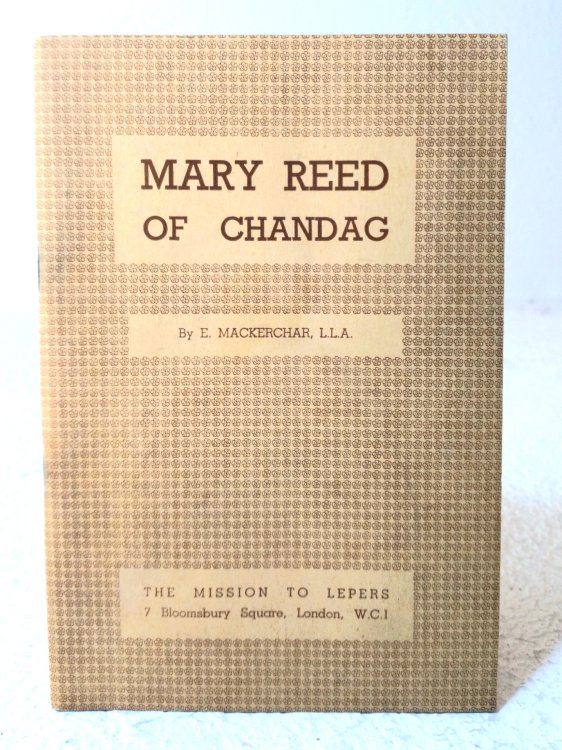 MARY REED
OF CHANDAG
By E. MACKERCHAR, L.L.A.
THE MISSION TO LEPERS
7 Bloomsbury Square, London, W.C.1